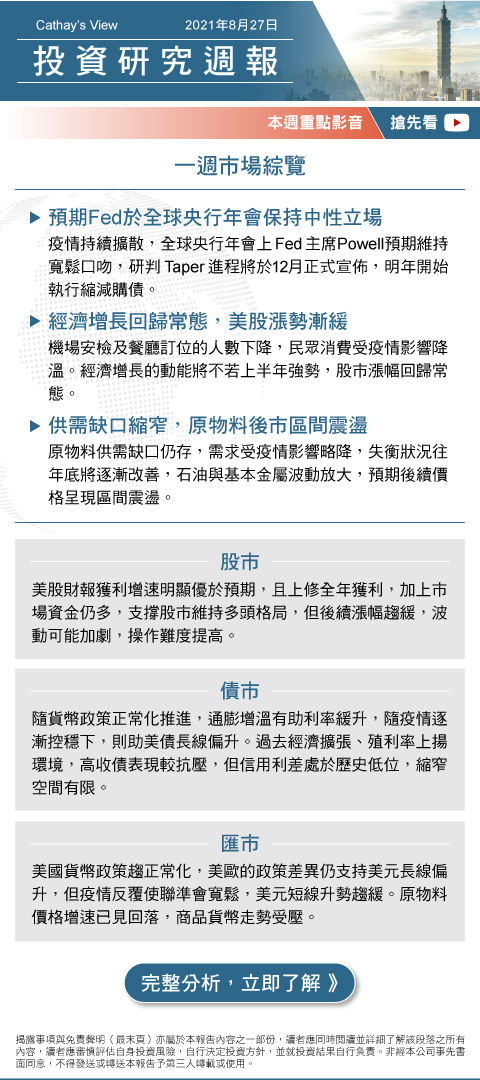 Cathay's View 2021年8月27日
投資研究週報
本週重點影音 搶先看
一週市場綜覽
預期Fed於全球央行年會保持中性立場
疫情持續擴散，全球央行年會上 Fed 主席Powell預期維持
寬鬆口吻，研判 Taper 進程將於12月正式宣佈，明年開始
執行縮減購債。
經濟增長回歸常態，美股漲勢漸緩
機場安檢及餐廳訂位的人數下降，民眾消費受疫情影響降
溫。經濟增長的動能將不若上半年強勢，股市漲幅回歸常
態。
供需缺口縮窄，原物料後市區間震盪
原物料供需缺口仍存，需求受疫情影響略降，失衡狀況往
年底將逐漸改善，石油與基本金屬波動放大，預期後續價
格呈現區間震盪。
股市
美股財報獲利增速明顯優於預期，且上修全年獲利，加上市
場資金仍多，支撐股市維持多頭格局，但後續漲幅趨緩，波
動可能加劇，操作難度提高。
債市
隨貨幣政策正常化推進，通膨增溫有助利率緩升，隨疫情逐
漸控穩下，則助美債長線偏升。過去經濟擴張、殖利率上揚
環境，高收債表現較抗壓，但信用利差處於歷史低位，縮窄
空間有限。
匯市
美國貨幣政策趨正常化，美歐的政策差異仍支持美元長線偏
升，但疫情反覆使聯準會寬鬆，美元短線升勢趨緩。原物料
價格增速已見回落，商品貨幣走勢受壓。
完整分析，立即了解 》
揭露事項與免責聲明（最末頁）亦屬於本報告內容之一部份，讀者應同時閱讀並詳細了解該段落之所有
內容，讀者應審慎評估自身投資風險，自行決定投資方針，並就投資結果自行負責。非經本公司事先書
面同意，不得發送或轉送本報告予第三人轉載或使用。